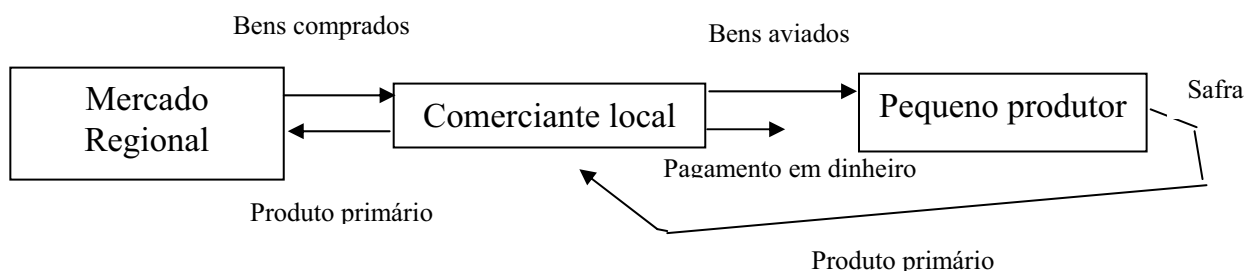 Bens comprados
Bens aviados
Mercado
Regional
Comerciante local
Pequeno produtor
Safra
Pagamento em dinheiro
Produto primário
Produto primário